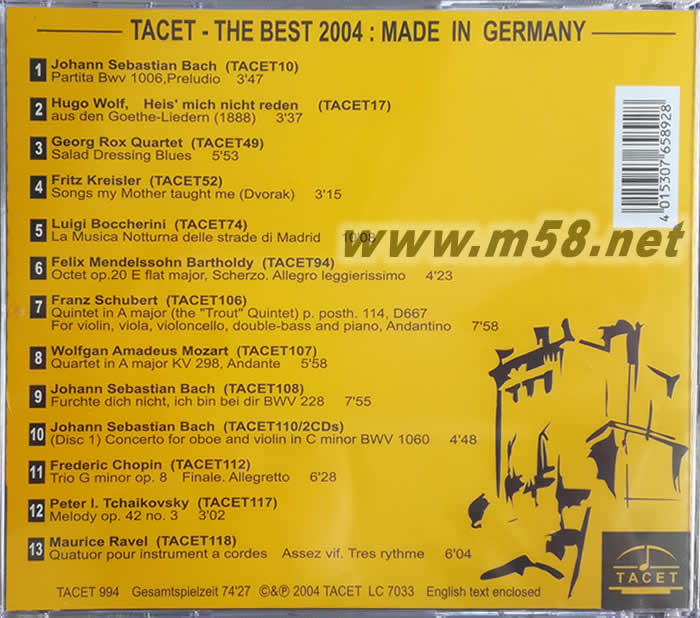 TACET - THE BEST 2004 : MADE IN GERMANY
1 Johann Sebastian Bach (TACET10)
Partita Bwv 1006,Preludio 3'47
2 Hugo Wolf, Heis' mich nicht reden (TACET17)
aus den Goethe-Liedern (1888) 3'37
3 Georg Rox Quartet (TACET49)
Salad Dressing Blues 5'53
4 Fritz Kreisler (TACET52)
Songs my Mother taught me (Dvorak) 3'15
5 Luigi Boccherini (TACET74)
La Musica Notturna delle strade di Madrid 10'08
6 Felix Mendelssohn Bartholdy (TACET94)
Octet op.20 E flat major, Scherzo. Allegro leggierissimo 4'23
7 Franz Schubert (TACET106)
Quintet in A major (the "Trout" Quintet) p. posth. 114, D667
For violin, viola, violoncello, double-bass and piano, Andantino 7'58
8 Wolfgan Amadeus Mozart (TACET107)
Quartet in A major KV 298, Andante 5'58
9 Johann Sebastian Bach (TACET108)
Furchte dich nicht, ich bin bei dir BWV 228 7'55
10 Johann Sebastian Bach (TACET110/2CDs)
(Disc 1) Concerto for oboe and violin in C minor BWV 1060 4'48
11 Frederic Chopin (TACET112)
Trio G minor op. 8 Finale. Allegretto 6'28
12 Peter I. Tchaikovsky (TACET117)
Melody op. 42 no. 3 3'02
13 Maurice Ravel (TACET118)
Quatuor pour instrument a cordes Assez vif. Tres rythme 6'04
TACET 994 Gesamtspielzeit 74'27 ©&℗ 2004 TACET LC 7033 English text enclosed
TACET
4 015307 658928
www.m58.net